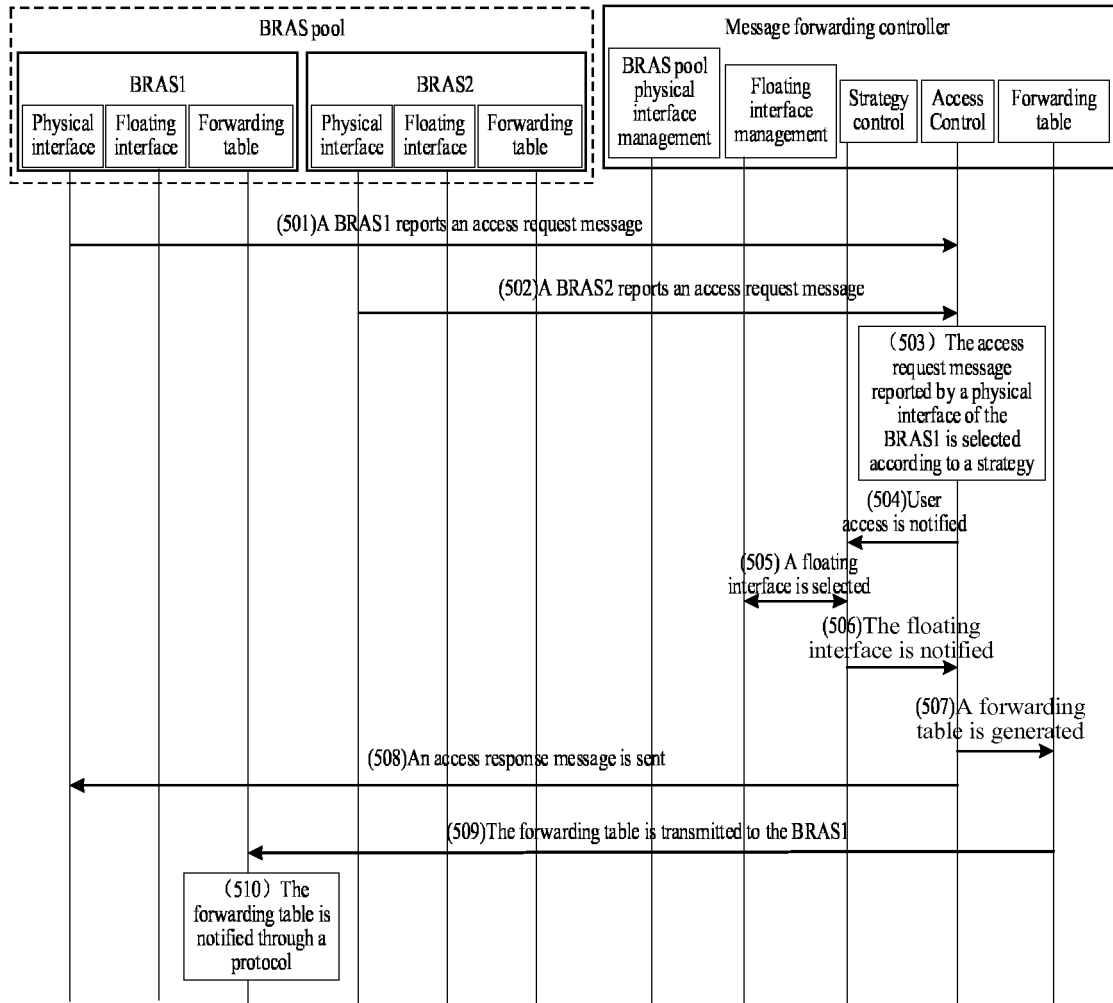 BRAS pool
Message forwarding controller
BRAS1
BRAS2
Physical
interface
Floating
interface
Forwarding
table
Physical
interface
Floating
interface
Forwarding
table
BRAS pool
physical
interface
management
Floating
interface
management
Strategy
control
Access
Control
Forwarding
table
(501)A BRAS1 reports an access request message
(502)A BRAS2 reports an access request message
(503) The access
request message
reported by a physical
interface of the
BRAS1 is selected
according to a strategy
(504)User
access is notified
(505) A floating
interface is selected
(506)The floating
interface is notified
(507)A forwarding
table is generated
(508)An access response message is sent
(509)The forwarding table is transmitted to the BRAS1
(510) The
forwarding table is
notified through a
protocol